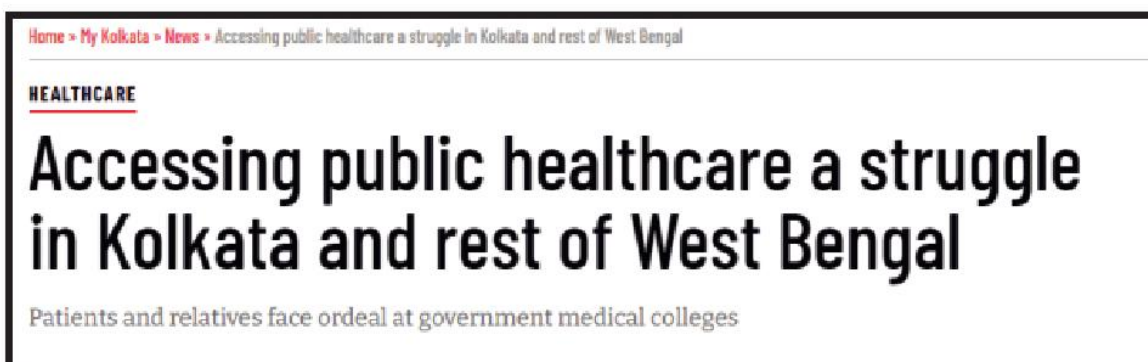 Home » My Kolkata » News » Accessing public healthcare a struggle in Kolkata and rest of West Bengal
HEALTHCARE
Accessing public healthcare a struggle
in Kolkata and rest of West Bengal
Patients and relatives face ordeal at government medical colleges